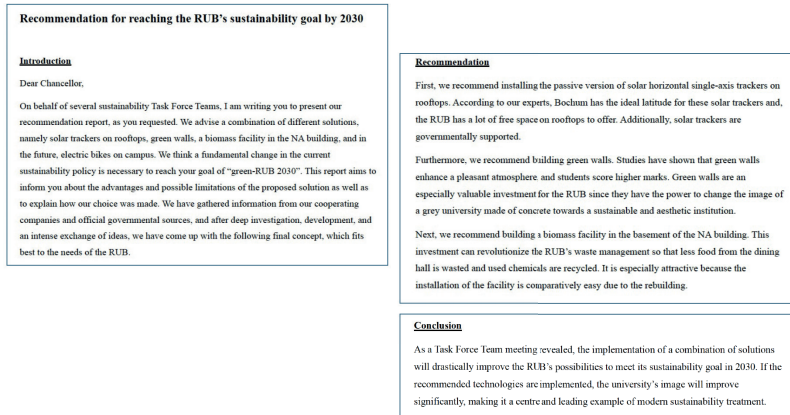 Recommendation for reaching the RUB's sustainability goal by 2030
Introduction
Dear Chancellor,
On behalf of several sustainability Task Force Teams, I am writing you to present our
recommendation report, as you requested. We advise a combination of different solutions,
namely solar trackers on rooftops, green walls, a biomass facility in the NA building, and in
the future, electric bikes on campus. We think a fundamental change in the current
sustainability policy is necessary to reach your goal of “green-RUB 2030”. This report aims to
inform you about the advantages and possible limitations of the proposed solution as well as
to explain how our choice was made. We have gathered information from our cooperating
companies and official governmental sources, and after deep investigation, development, and
an intense exchange of ideas, we have come up with the following final concept, which fits
best to the needs of the RUB.
Recommendation
First, we recommend installing the passive version of solar horizontal single-axis trackers on
rooftops. According to our experts, Bochum has the ideal latitude for these solar trackers and,
the RUB has a lot of free space on rooftops to offer. Additionally, solar trackers are
governmentally supported.
Furthermore, we recommend building green walls. Studies have shown that green walls
enhance a pleasant atmosphere and students score higher marks. Green walls are an
especially valuable investment for the RUB since they have the power to change the image of
a grey university made of concrete towards a sustainable and aesthetic institution.
Next, we recommend building a biomass facility in the basement of the NA building. This
investment can revolutionize the RUB's waste management so that less food from the dining
hall is wasted and used chemicals are recycled. It is especially attractive because the
installation of the facility is comparatively easy due to the rebuilding.
Conclusion
As a Task Force Team meeting revealed, the implementation of a combination of solutions
will drastically improve the RUB's possibilities to meet its sustainability goal in 2030. If the
recommended technologies are implemented, the university's image will improve
significantly, making it a centre and leading example of modern sustainability treatment.